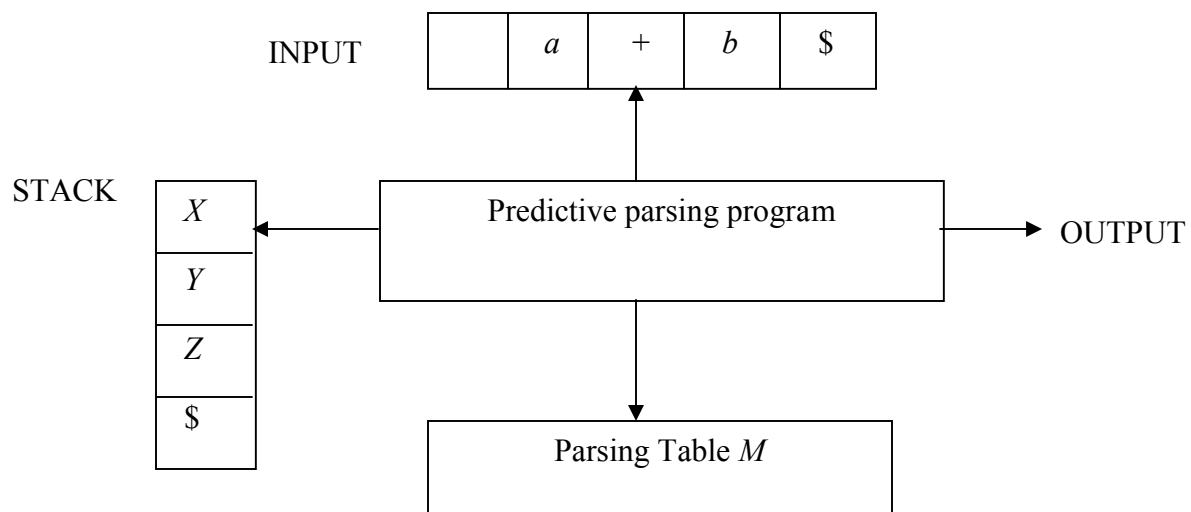 INPUT
a + b $
STACK
X
Y
Z
$
Predictive parsing program
OUTPUT
Parsing Table M